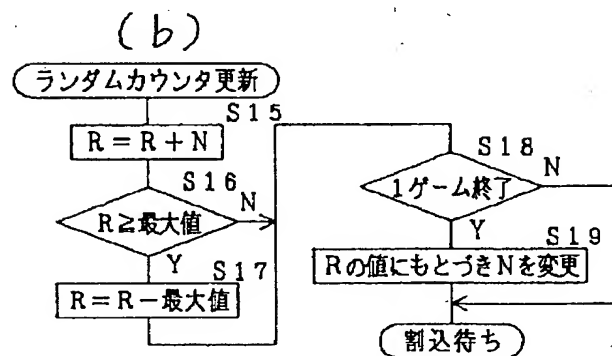 (b)
ランダムカウンタ更新
S15
R=R+N
S16
R≧最大値
N
Y
S17
R=R−最大値
S18
1ゲーム終了
N
Y
S19
Rの値にもとづきNを変更
割込待ち